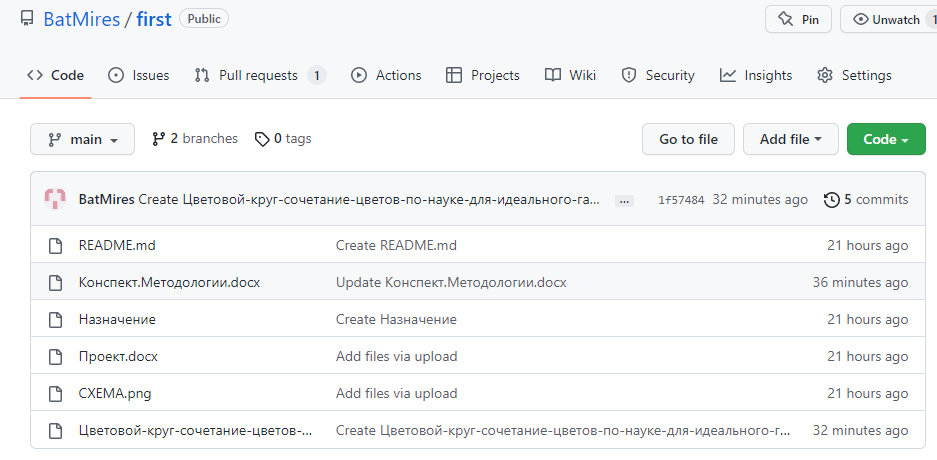 BatMires / first Public Pin Unwatch 1
Code Issues Pull requests 1 Actions Projects Wiki Security Insights Settings
main 2 branches 0 tags Go to file Add file Code
BatMires Create Цветовой-круг-сочетание-цветов-по-науке-для-идеального-га... ... 1f57484 32 minutes ago 5 commits
README.md Create README.md 21 hours ago
Конспект.Методологии.docx Update Конспект.Методологии.docx 36 minutes ago
Назначение Create Назначение 21 hours ago
Проект.docx Add files via upload 21 hours ago
СХЕМА.png Add files via upload 21 hours ago
Цветовой-круг-сочетание-цветов-... Create Цветовой-круг-сочетание-цветов-по-науке-для-идеального-г... 32 minutes ago